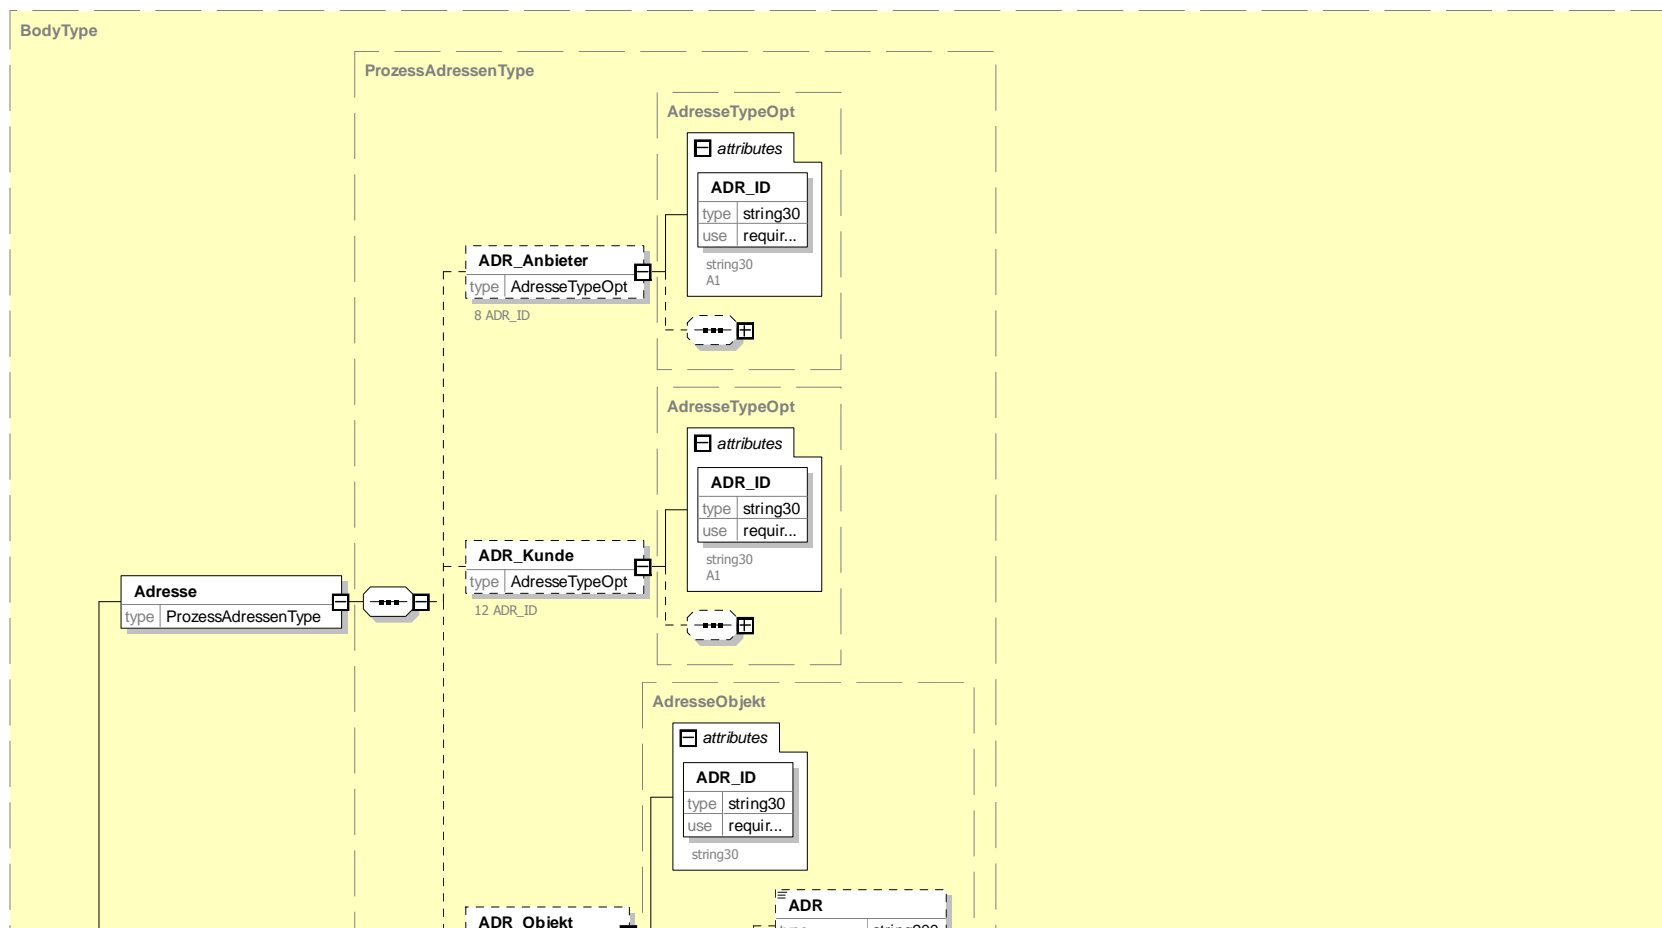 BodyType
ProzessAdressenType
AdresseTypeOpt
attributes
ADR_ID
type string30
use requir...
string30
A1
ADR_Anbieter
type AdresseTypeOpt
8 ADR_ID
AdresseTypeOpt
attributes
ADR_ID
type string30
use requir...
string30
A1
ADR_Kunde
type AdresseTypeOpt
12 ADR_ID
Adresse
type ProzessAdressenType
AdresseObjekt
attributes
ADR_ID
type string30
use requir...
string30
ADR
ADR_Objekt